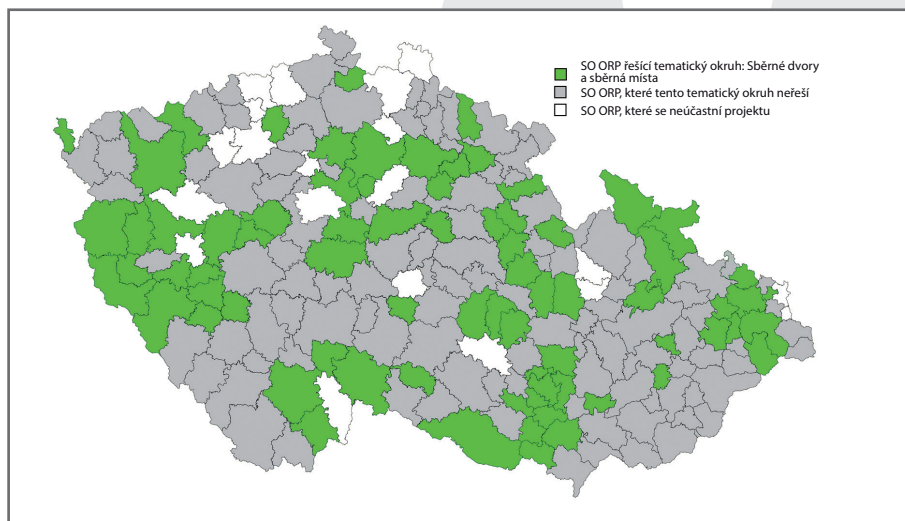 SO ORP řešící tematický okruh: Sběrné dvory
a sběrná místa
SO ORP, které tento tematický okruh neřeší
SO ORP, které se neúčastní projektu